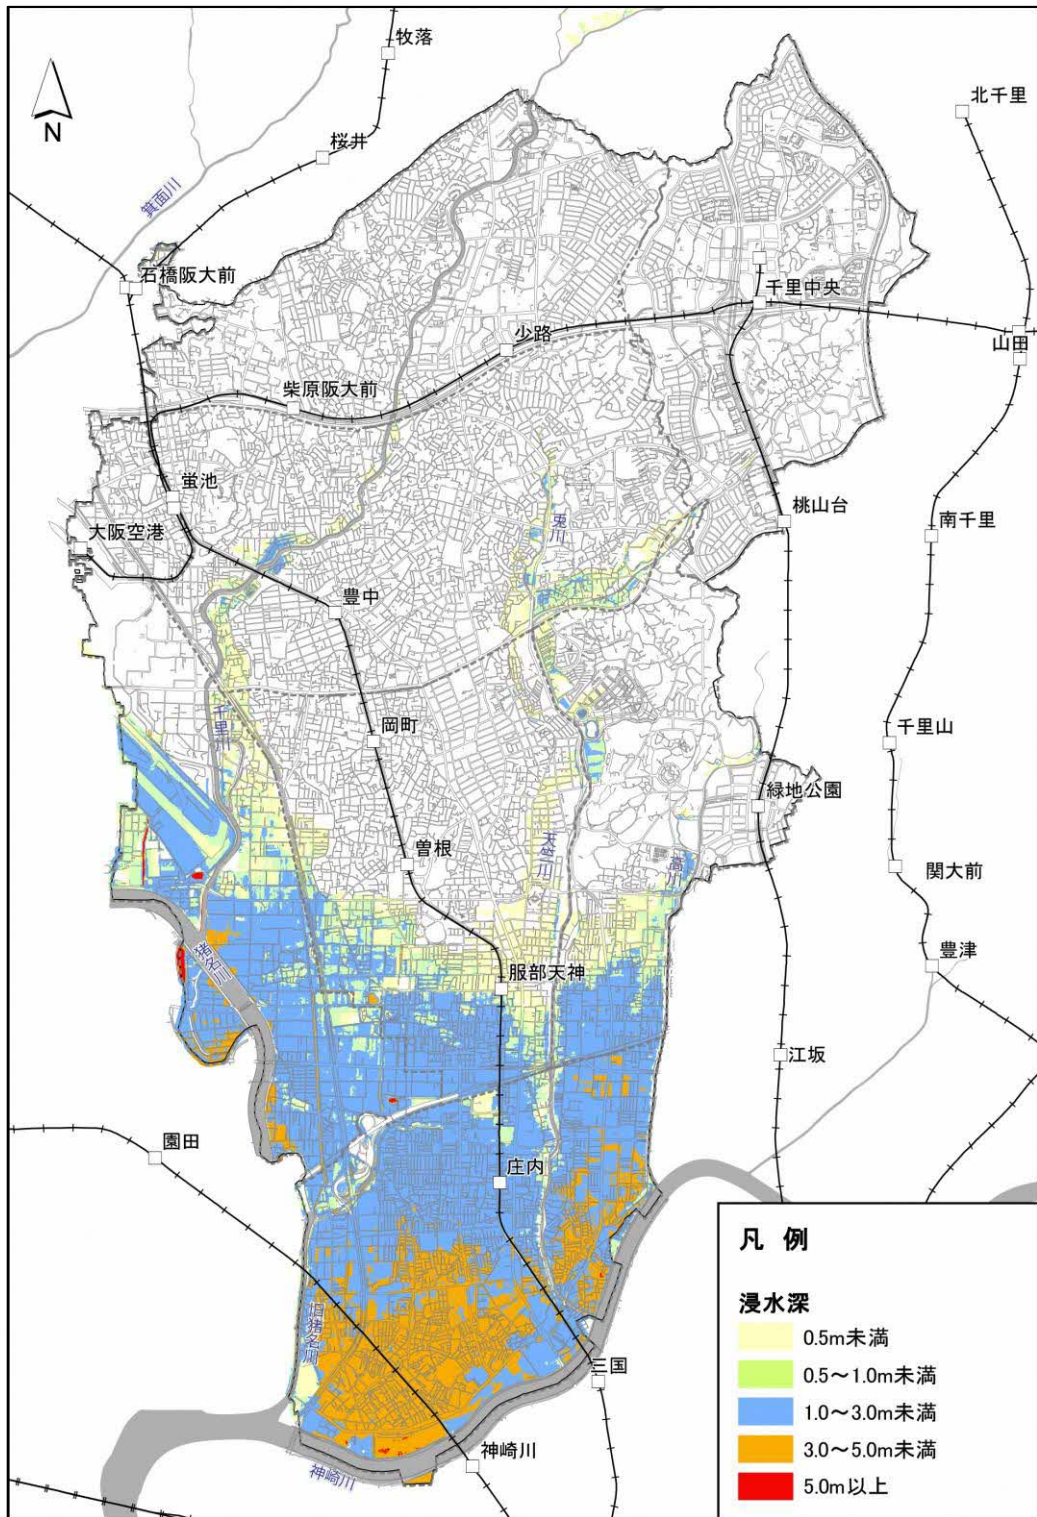 牧落
北千里
N
桜井
箕面川
石橋阪大前
千里中央
少路
山田
柴原阪大前
蛍池
大阪空港
兎川
桃山台
南千里
豊中
千里川
岡町
千里山
緑地公園
曽根
天竺川
高川
関大前
猪名川
服部天神
豊津
江坂
園田
庄内
旧猪名川
三国
神崎川
神崎川
凡 例
浸水深
0.5m未満
0.5～1.0m未満
1.0～3.0m未満
3.0～5.0m未満
5.0m以上